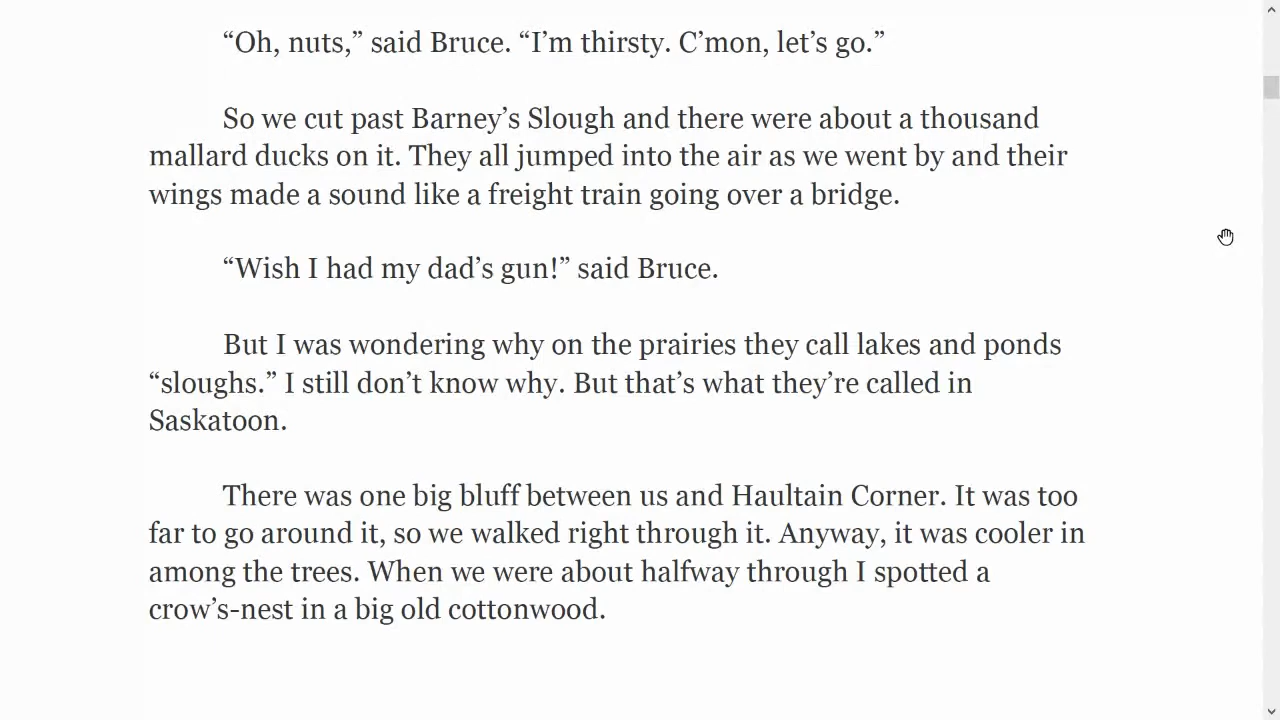 “Oh, nuts,” said Bruce. “I’m thirsty. C’mon, let’s go.”
So we cut past Barney’s Slough and there were about a thousand
mallard ducks on it. They all jumped into the air as we went by and their
wings made a sound like a freight train going over a bridge.
“Wish I had my dad’s gun!” said Bruce.
But I was wondering why on the prairies they call lakes and ponds
“sloughs.” I still don’t know why. But that’s what they’re called in
Saskatoon.
There was one big bluff between us and Haultain Corner. It was too
far to go around it, so we walked right through it. Anyway, it was cooler in
among the trees. When we were about halfway through I spotted a
crow’s-nest in a big old cottonwood.